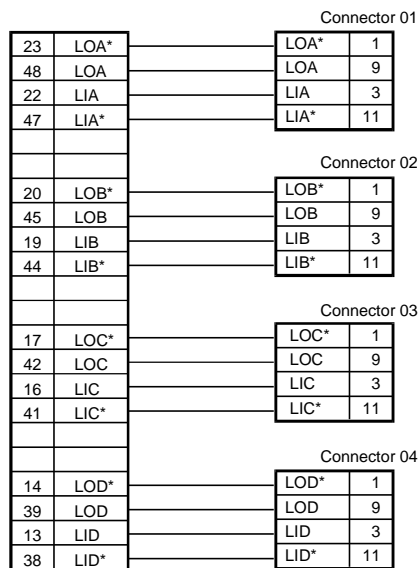 Connector 01
23 LOA* LOA* 1
48 LOA LOA 9
22 LIA LIA 3
47 LIA* LIA* 11
Connector 02
20 LOB* LOB* 1
45 LOB LOB 9
19 LIB LIB 3
44 LIB* LIB* 11
Connector 03
17 LOC* LOC* 1
42 LOC LOC 9
16 LIC LIC 3
41 LIC* LIC* 11
Connector 04
14 LOD* LOD* 1
39 LOD LOD 9
13 LID LID 3
38 LID* LID* 11